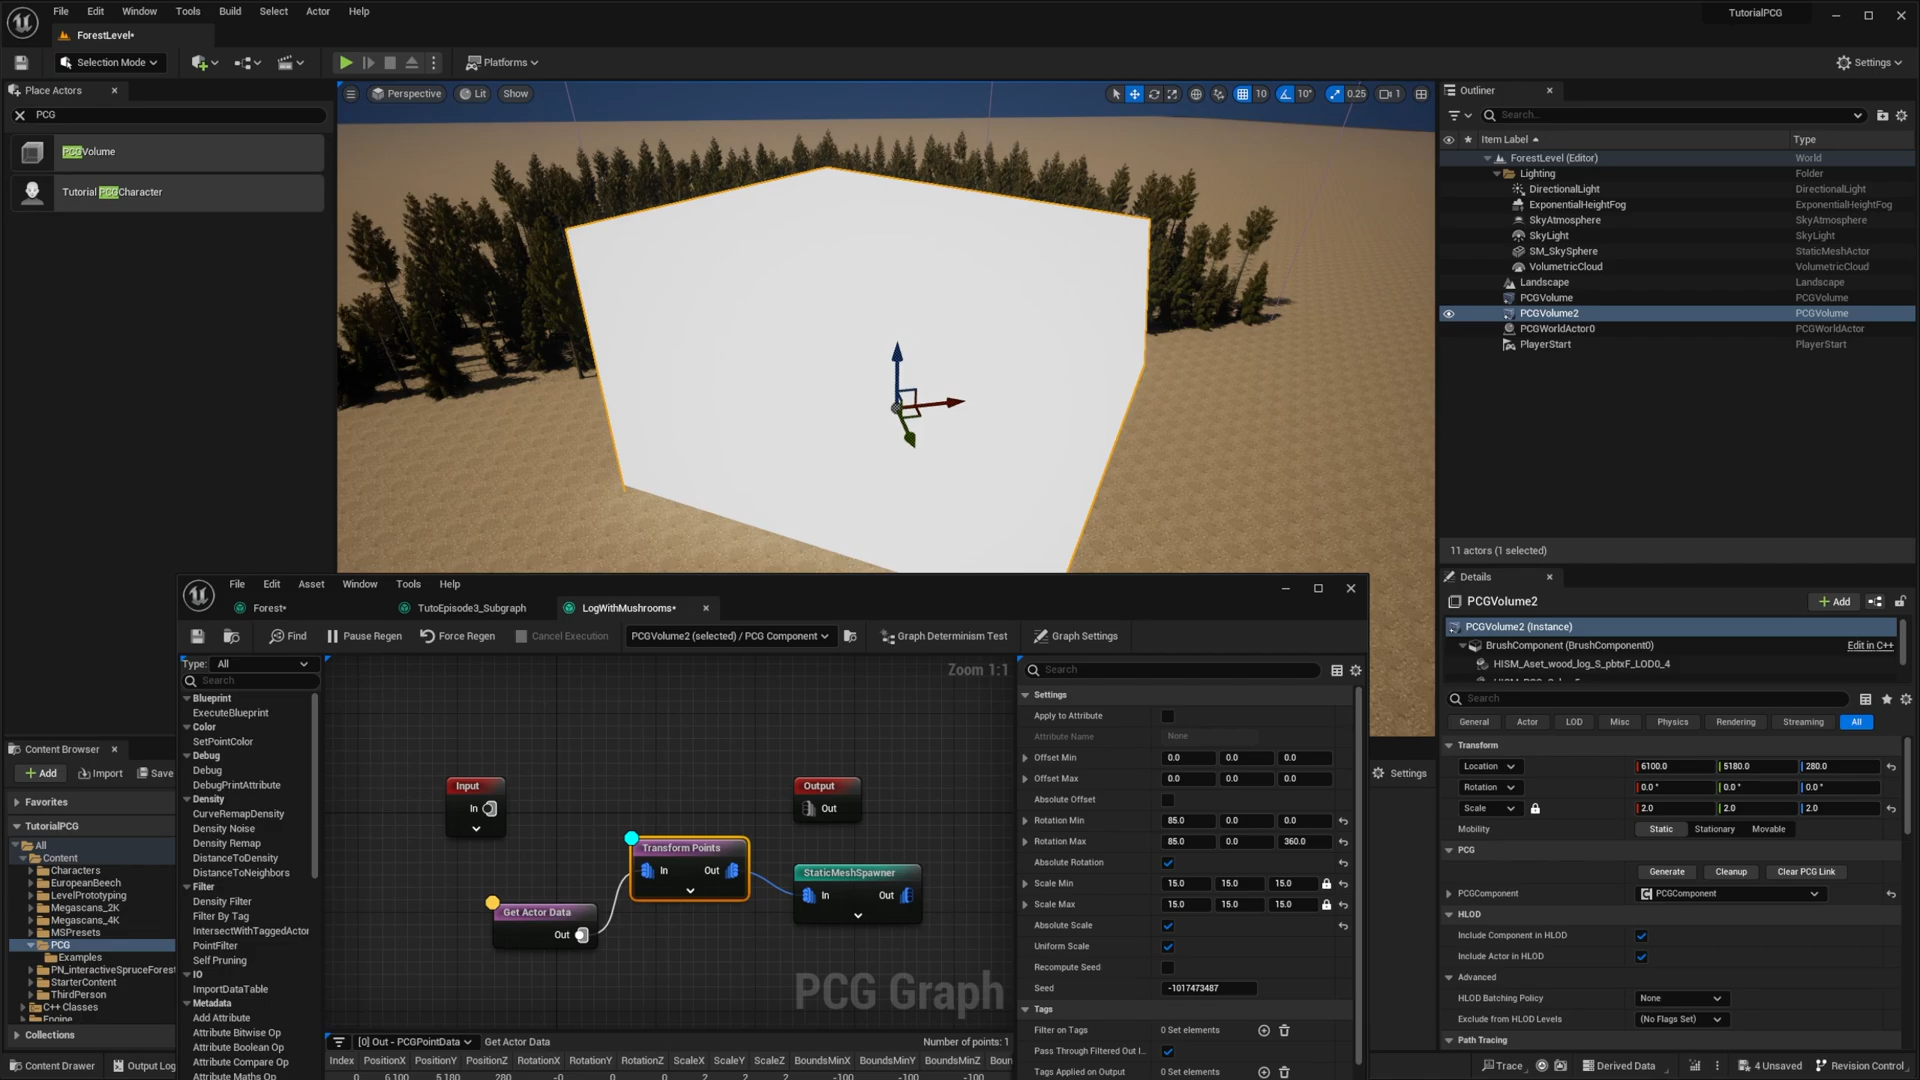 File Edit Window Tools Build Select Actor Help
TutorialPCG
ForestLevel*
Selection Mode
Platforms
Settings
Place Actors
PCG
PCGVolume
Tutorial PCGCharacter
Perspective Lit Show
10 10° 0.25 1
Outliner
Search...
Item Label Type
ForestLevel (Editor) World
Lighting Folder
DirectionalLight DirectionalLight
ExponentialHeightFog ExponentialHeightFog
SkyAtmosphere SkyAtmosphere
SkyLight SkyLight
SM_SkySphere StaticMeshActor
VolumetricCloud VolumetricCloud
Landscape Landscape
PCGVolume PCGVolume
PCGVolume2 PCGVolume
PCGWorldActor0 PCGWorldActor
PlayerStart PlayerStart
11 actors (1 selected)
File Edit Asset Window Tools Help
Forest* TutoEpisode3_Subgraph LogWithMushrooms*
Find Pause Regen Force Regen Cancel Execution PCGVolume2 (selected) / PCG Component Graph Determinism Test Graph Settings
Type: All
Search
Blueprint
ExecuteBlueprint
Color
SetPointColor
Debug
Debug
DebugPrintAttribute
Density
CurveRemapDensity
Density Noise
Density Remap
DistanceToDensity
DistanceToNeighbors
Filter
Density Filter
Filter By Tag
IntersectWithTaggedActor
PointFilter
Self Pruning
IO
InputDataTable
Metadata
Add Attribute
Attribute Bitwise Op
Attribute Boolean Op
Attribute Compare Op
Attribute Maths Op
Zoom 1:1
Input
In
Output
Out
Transform Points
In Out
StaticMeshSpawner
In Out
Get Actor Data
Out
PCG Graph
[0] Out - PCGPointData Get Actor Data Number of points: 1
Index PositionX PositionY PositionZ RotationX RotationY RotationZ ScaleX ScaleY ScaleZ BoundsMinX BoundsMinY BoundsMinZ Boun
0 6,100 5,180 280 -0 0 0 2 2 2 -100 -100 -100
Search
Settings
Apply to Attribute
Attribute Name None
Offset Min 0.0 0.0 0.0
Offset Max 0.0 0.0 0.0
Absolute Offset
Rotation Min 85.0 0.0 0.0
Rotation Max 85.0 0.0 360.0
Absolute Rotation
Scale Min 15.0 15.0 15.0
Scale Max 15.0 15.0 15.0
Absolute Scale
Uniform Scale
Recompute Seed
Seed -1017473487
Tags
Filter on Tags 0 Set elements
Pass Through Filtered Out I...
Tags Applied on Output 0 Set elements
Settings
Content Browser
Add Import Save
Favorites
TutorialPCG
All
Content
Characters
EuropeanBeech
LevelPrototyping
Megascans_2K
Megascans_4K
MSPresets
PCG
Examples
PN_interactiveSpruceForest
StarterContent
ThirdPerson
C++ Classes
Engine
Collections
Content Drawer Output Log
Details
PCGVolume2 Add
PCGVolume2 (Instance)
BrushComponent (BrushComponent0) Edit in C++
HISM_Aset_wood_log_S_pbtxF_LOD0_4
Search
General Actor LOD Misc Physics Rendering Streaming All
Transform
Location 6100.0 5180.0 280.0
Rotation 0.0 ° 0.0 ° 0.0 °
Scale 2.0 2.0 2.0
Mobility Static Stationary Movable
PCG
Generate Cleanup Clear PCG Link
PCGComponent PCGComponent
HLOD
Include Component in HLOD
Include Actor in HLOD
Advanced
HLOD Batching Policy None
Exclude from HLOD Levels (No Flags Set)
Path Tracing
Trace Derived Data 4 Unsaved Revision Control